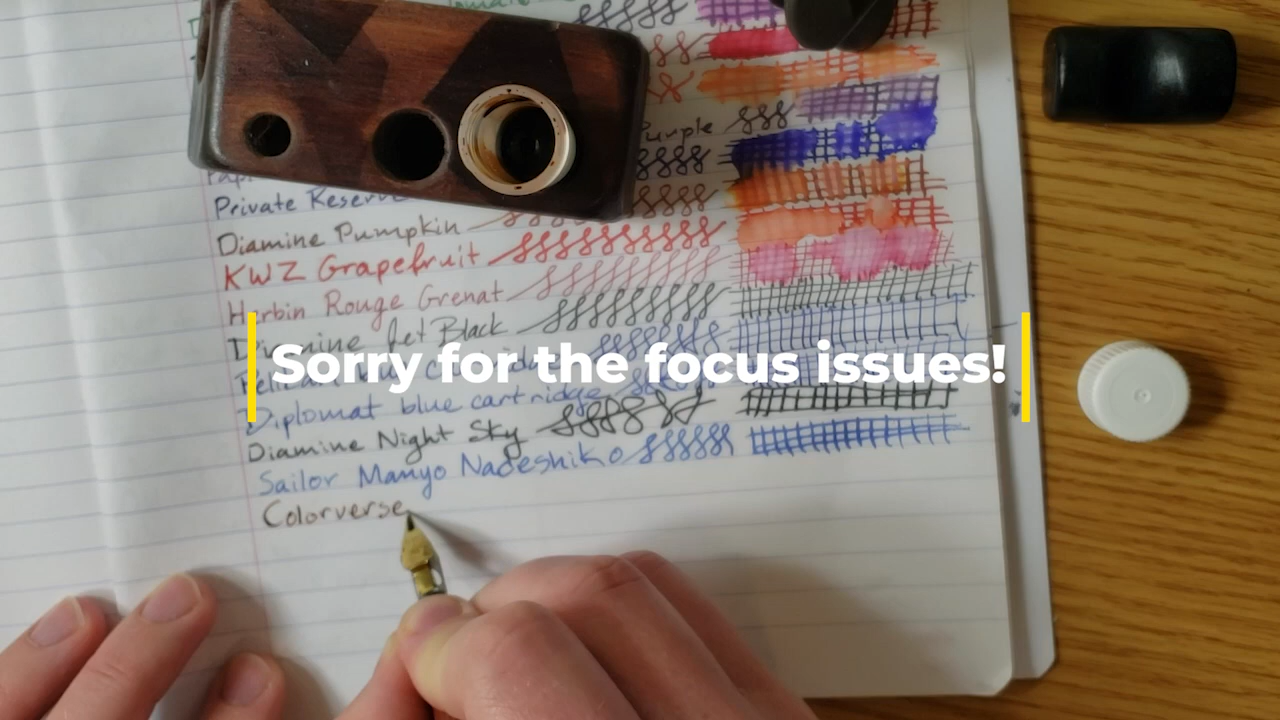 Purple
Private Reserve
Diamine Pumpkin
KWZ Grapefruit
Herbin Rouge Grenat
Diamine Jet Black
Sorry for the focus issues!
Diplomat blue cartridge
Diamine Night Sky
Sailor Manyo Nadeshiko
Colorverse